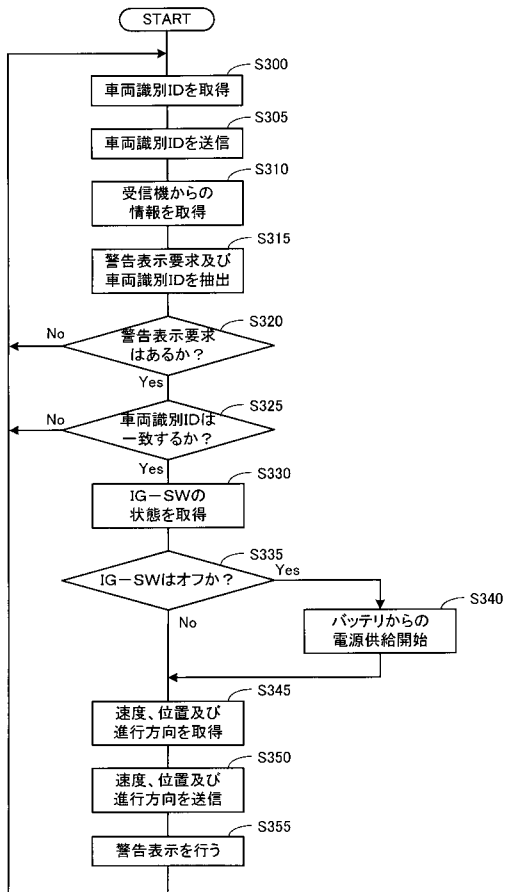 START
S300
車両識別IDを取得
S305
車両識別IDを送信
S310
受信機からの
情報を取得
S315
警告表示要求及び
車両識別IDを抽出
S320
No
警告表示要求
はあるか？
Yes
S325
No
車両識別IDは
一致するか？
Yes
S330
IG－SWの
状態を取得
S335
IG－SWはオフか？
Yes
No
S340
バッテリからの
電源供給開始
S345
速度、位置及び
進行方向を取得
S350
速度、位置及び
進行方向を送信
S355
警告表示を行う